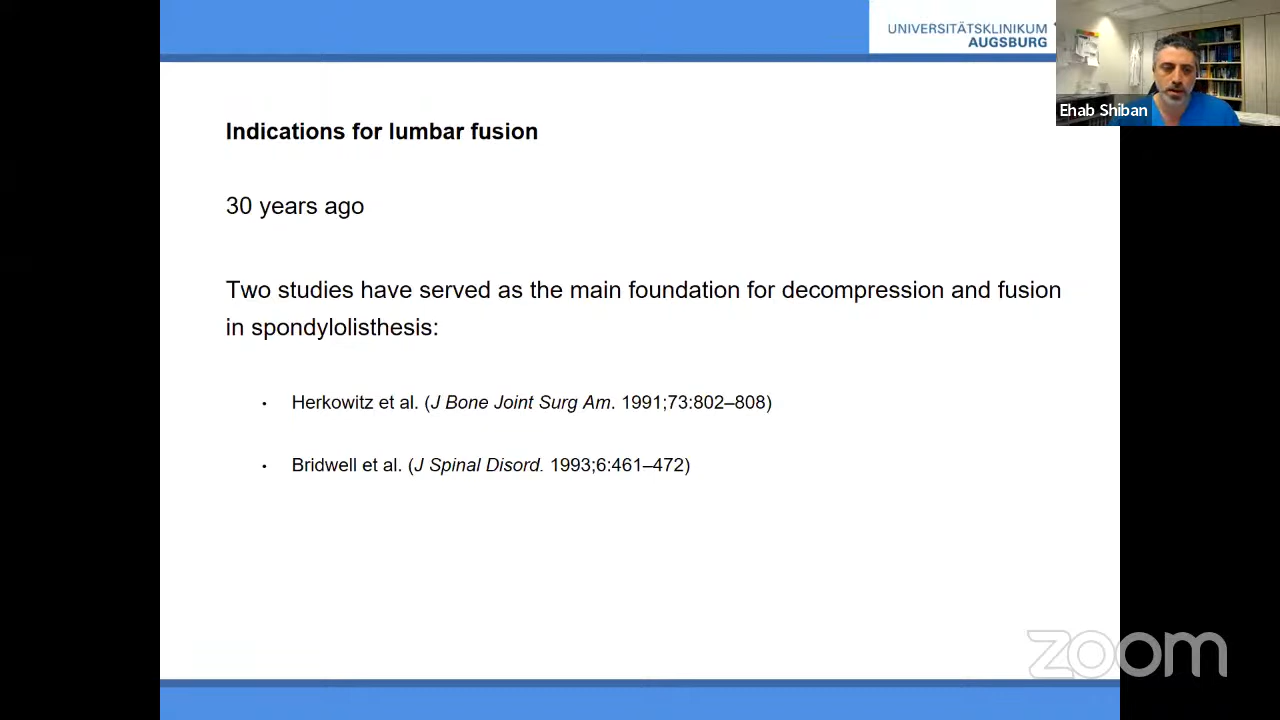 UNIVERSITÄTSKLINIKUM
AUGSBURG
Ehab Shiban
Indications for lumbar fusion
30 years ago
Two studies have served as the main foundation for decompression and fusion
in spondylolisthesis:
• Herkowitz et al. (J Bone Joint Surg Am. 1991;73:802–808)
• Bridwell et al. (J Spinal Disord. 1993;6:461–472)
zoom